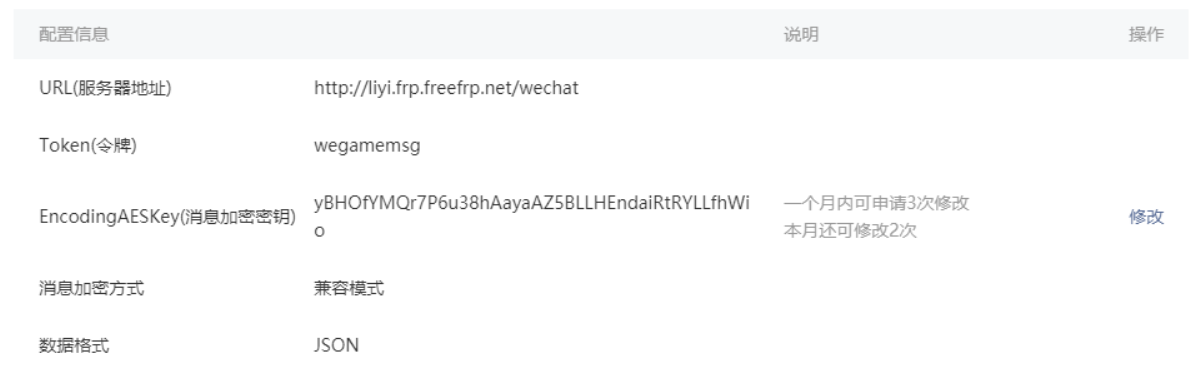 配置信息 说明 操作
URL(服务器地址) http://liyi.frp.freefrp.net/wechat
Token(令牌) wegamemsg
EncodingAESKey(消息加密密钥) yBHOfYMQr7P6u38hAayaAZ5BLLHEndaiRtRYLLfhWi
o
一个月内可申请3次修改
本月还可修改2次
修改
消息加密方式 兼容模式
数据格式 JSON